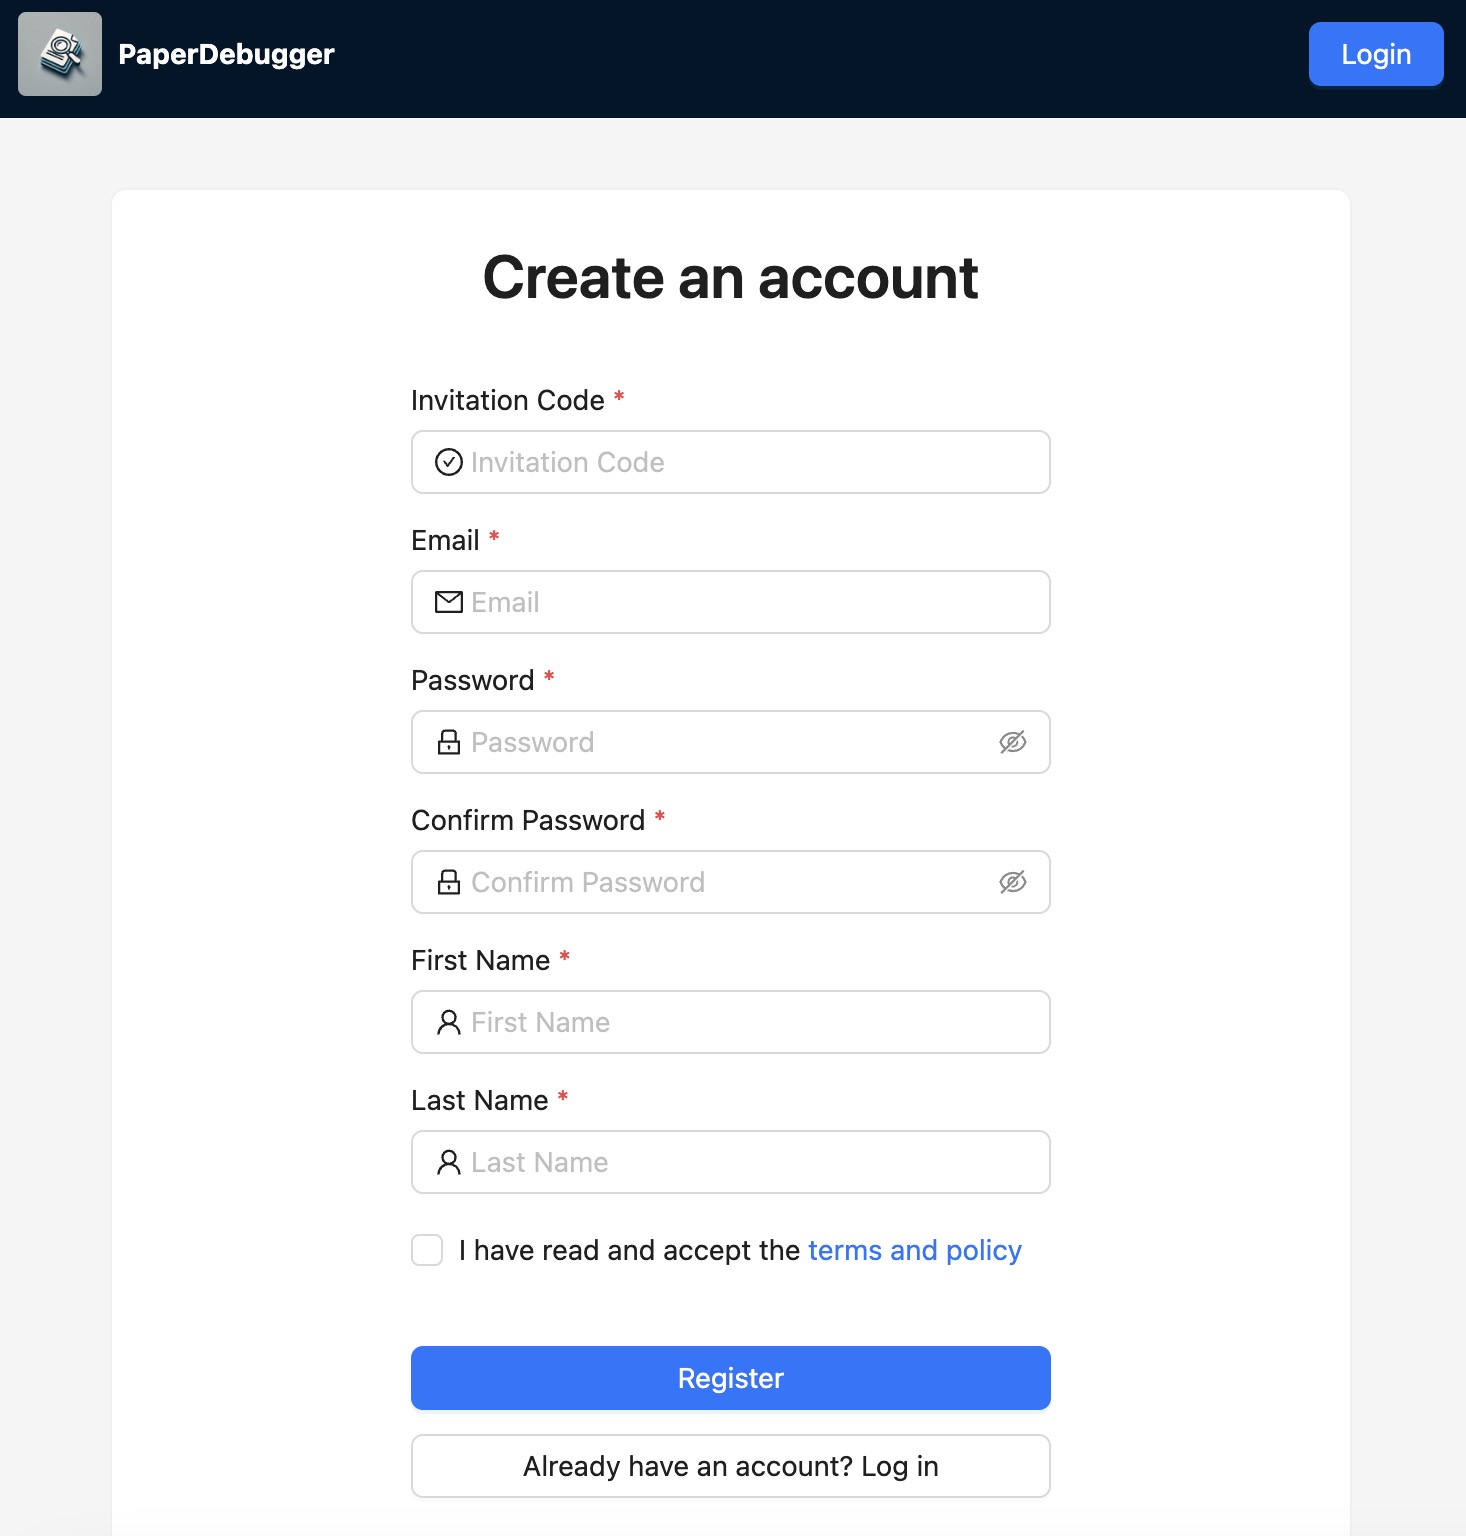 PaperDebugger
Login
Create an account
Invitation Code *
Invitation Code
Email *
Email
Password *
Password
Confirm Password *
Confirm Password
First Name *
First Name
Last Name *
Last Name
I have read and accept the terms and policy
Register
Already have an account? Log in